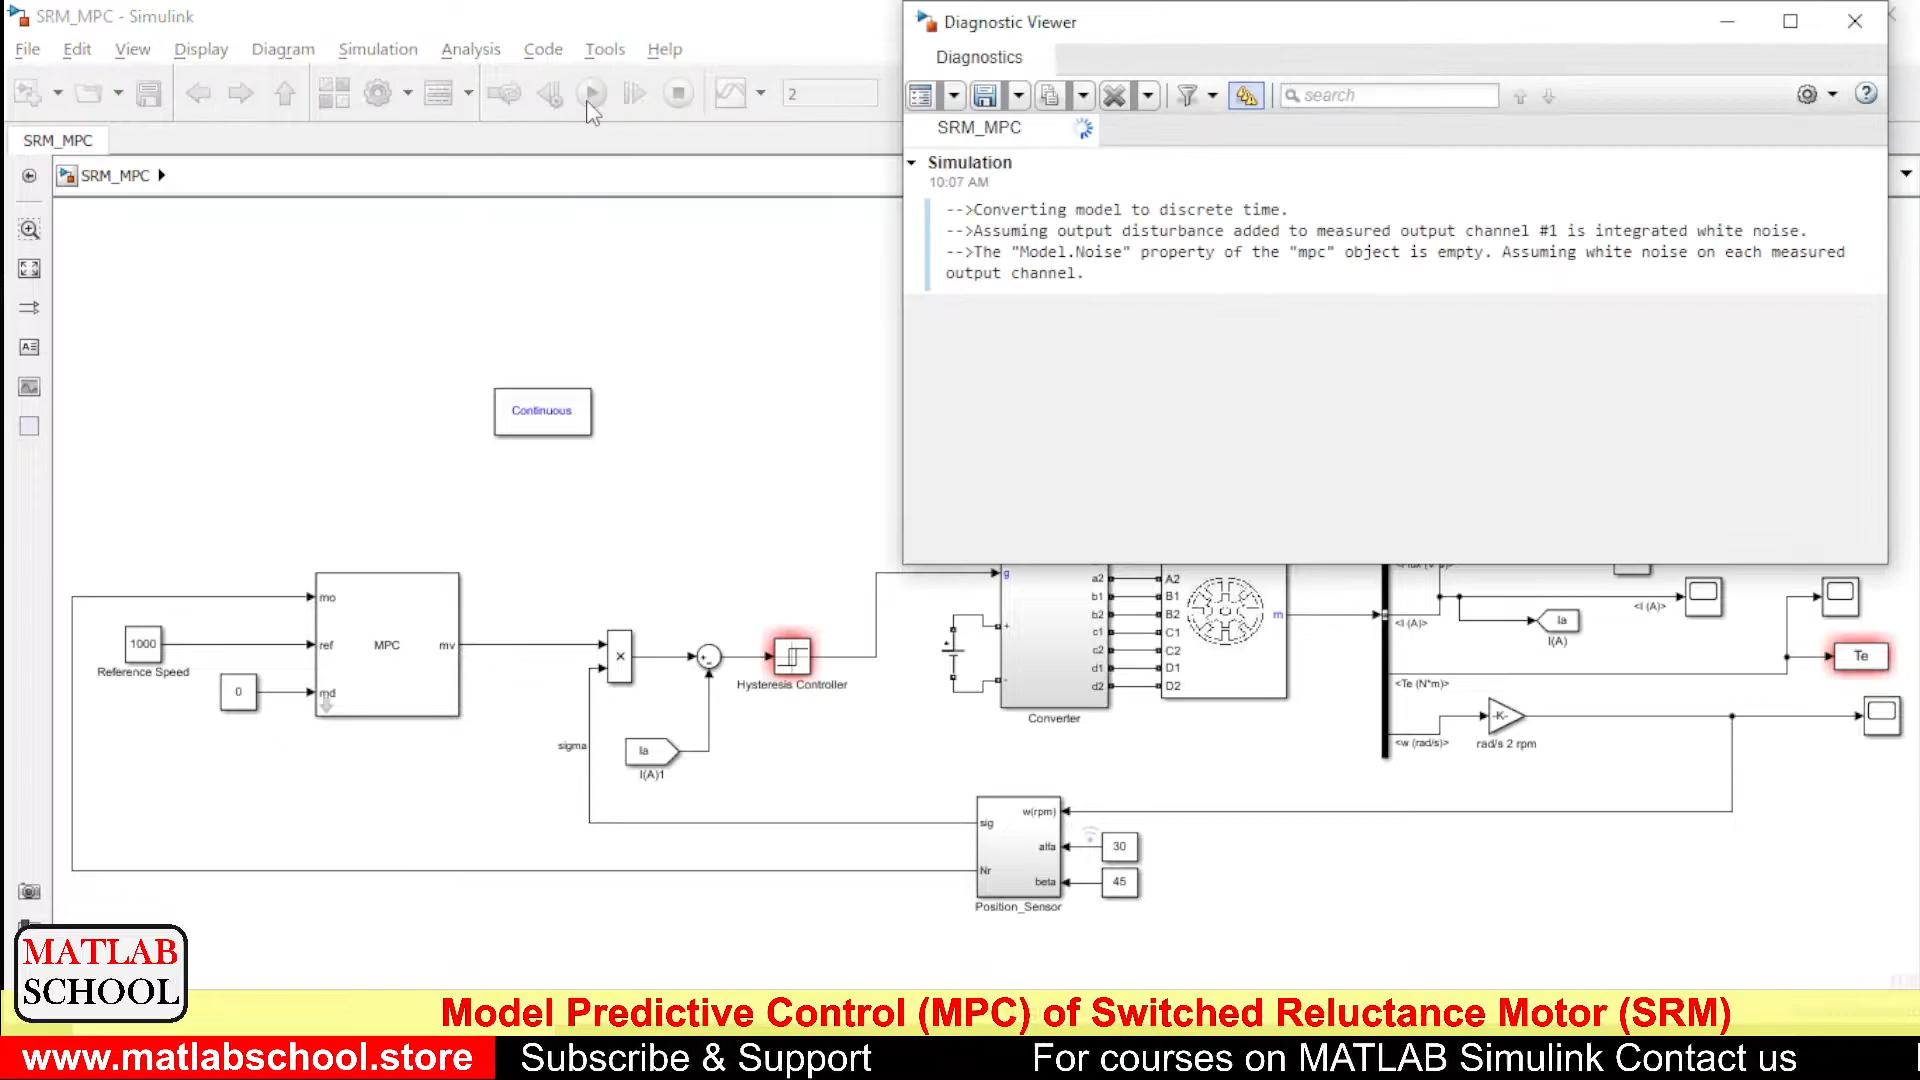 SRM_MPC - Simulink
File Edit View Display Diagram Simulation Analysis Code Tools Help
2
SRM_MPC
SRM_MPC
Diagnostic Viewer
Diagnostics
search
SRM_MPC
Simulation
10:07 AM
-->Converting model to discrete time.
-->Assuming output disturbance added to measured output channel #1 is integrated white noise.
-->The "Model.Noise" property of the "mpc" object is empty. Assuming white noise on each measured
output channel.
Continuous
mo
ref
md
MPC
mv
1000
Reference Speed
0
×
Hysteresis Controller
sigma
Ia
I(A)1
g
+
-
a2
b1
b2
c1
c2
d1
d2
Converter
A2
B1
B2
C1
C2
D1
D2
m
<I (A)>
<Te (N*m)>
<w (rad/s)>
<I (A)>
Ia
I(A)
Te
-K-
rad/s 2 rpm
sig
Nr
w(rpm)
alfa
beta
Position_Sensor
30
45
MATLAB
SCHOOL
Model Predictive Control (MPC) of Switched Reluctance Motor (SRM)
www.matlabschool.store Subscribe & Support For courses on MATLAB Simulink Contact us